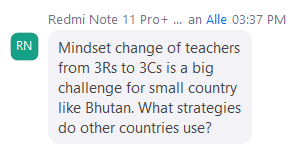 Redmi Note 11 Pro+ ... an Alle 03:37 PM
RN
Mindset change of teachers
from 3Rs to 3Cs is a big
challenge for small country
like Bhutan. What strategies
do other countries use?